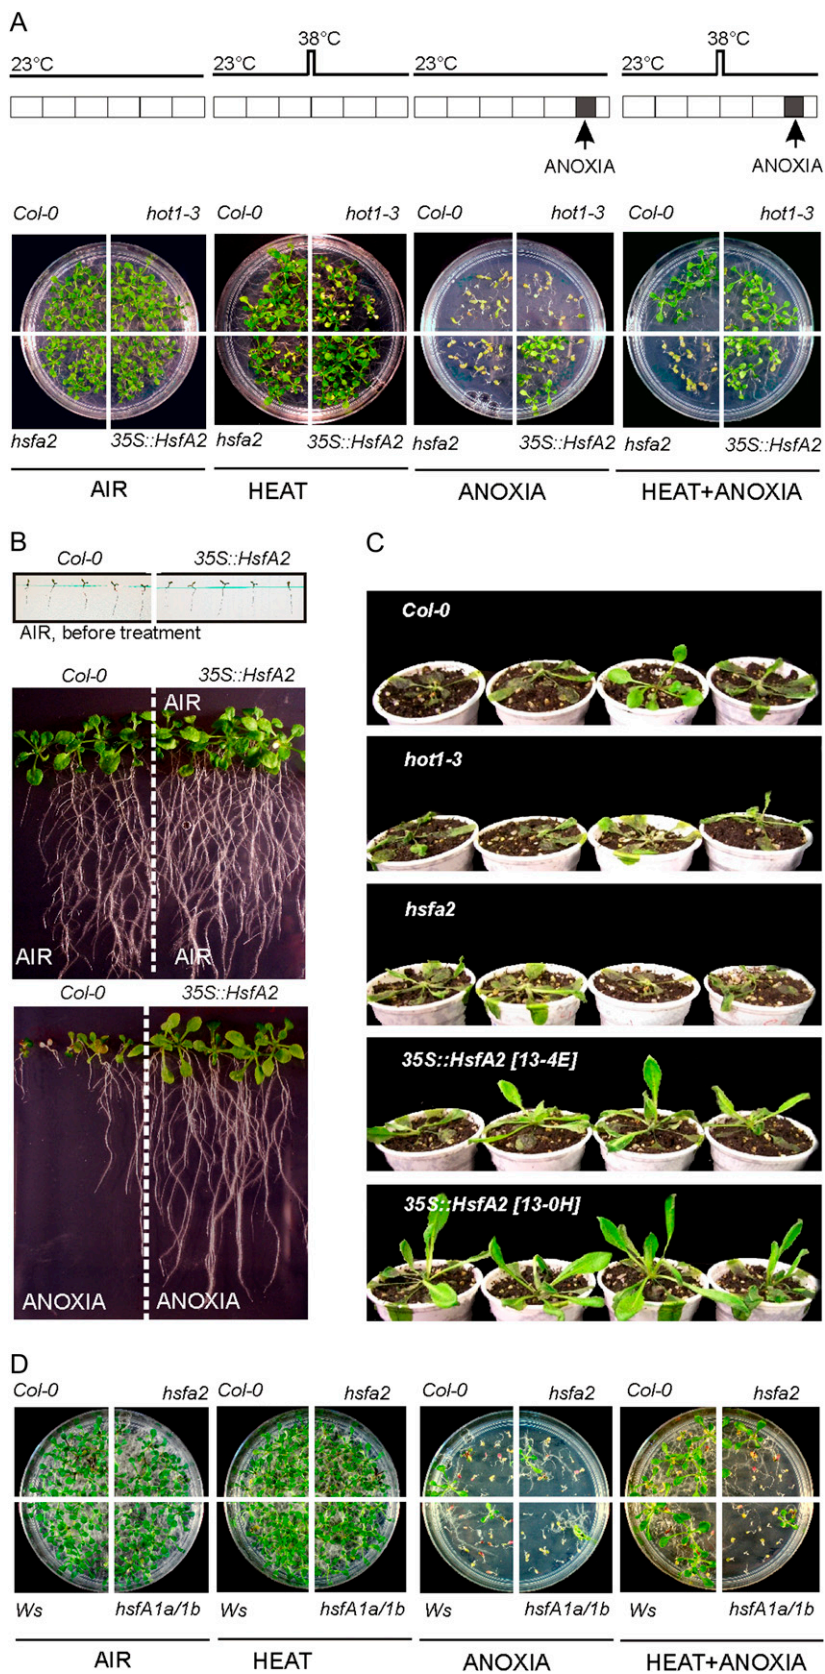 A
38°C
38°C
23°C
23°C
23°C
23°C
ANOXIA
ANOXIA
Col-0
hot1-3
Col-0
hot1-3
Col-0
hot1-3
Col-0
hot1-3
hsfa2
35S::HsfA2
hsfa2
35S::HsfA2
hsfa2
35S::HsfA2
hsfa2
35S::HsfA2
AIR
HEAT
ANOXIA
HEAT+ANOXIA
B
Col-0
35S::HsfA2
AIR, before treatment
Col-0
35S::HsfA2
AIR
AIR
AIR
Col-0
35S::HsfA2
ANOXIA
ANOXIA
C
Col-0
hot1-3
hsfa2
35S::HsfA2 [13-4E]
35S::HsfA2 [13-0H]
D
Col-0
hsfa2
Col-0
hsfa2
Col-0
hsfa2
Col-0
hsfa2
Ws
hsfA1a/1b
Ws
hsfA1a/1b
Ws
hsfA1a/1b
Ws
hsfA1a/1b
AIR
HEAT
ANOXIA
HEAT+ANOXIA